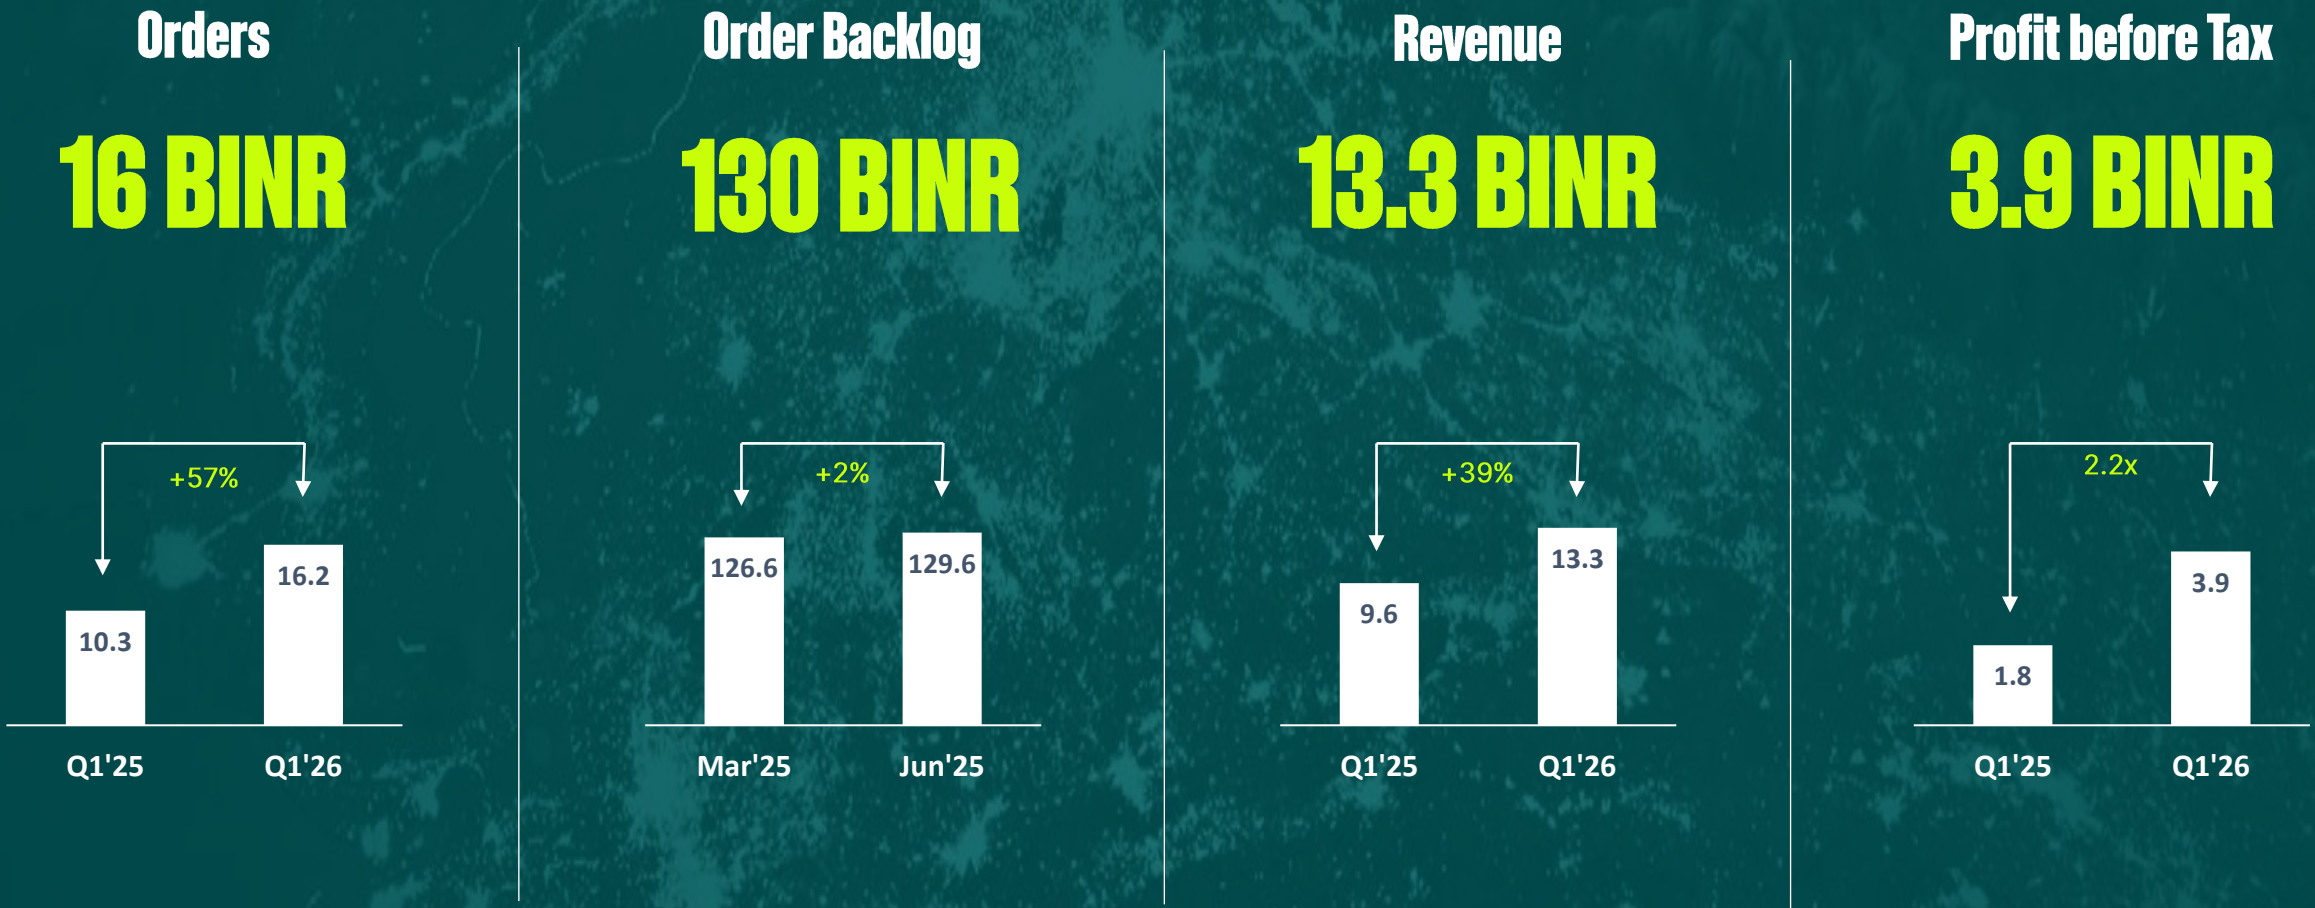 Orders
16 BINR
+57%
10.3
16.2
Q1'25
Q1'26
Order Backlog
130 BINR
+2%
126.6
129.6
Mar'25
Jun'25
Revenue
13.3 BINR
+39%
9.6
13.3
Q1'25
Q1'26
Profit before Tax
3.9 BINR
2.2x
1.8
3.9
Q1'25
Q1'26